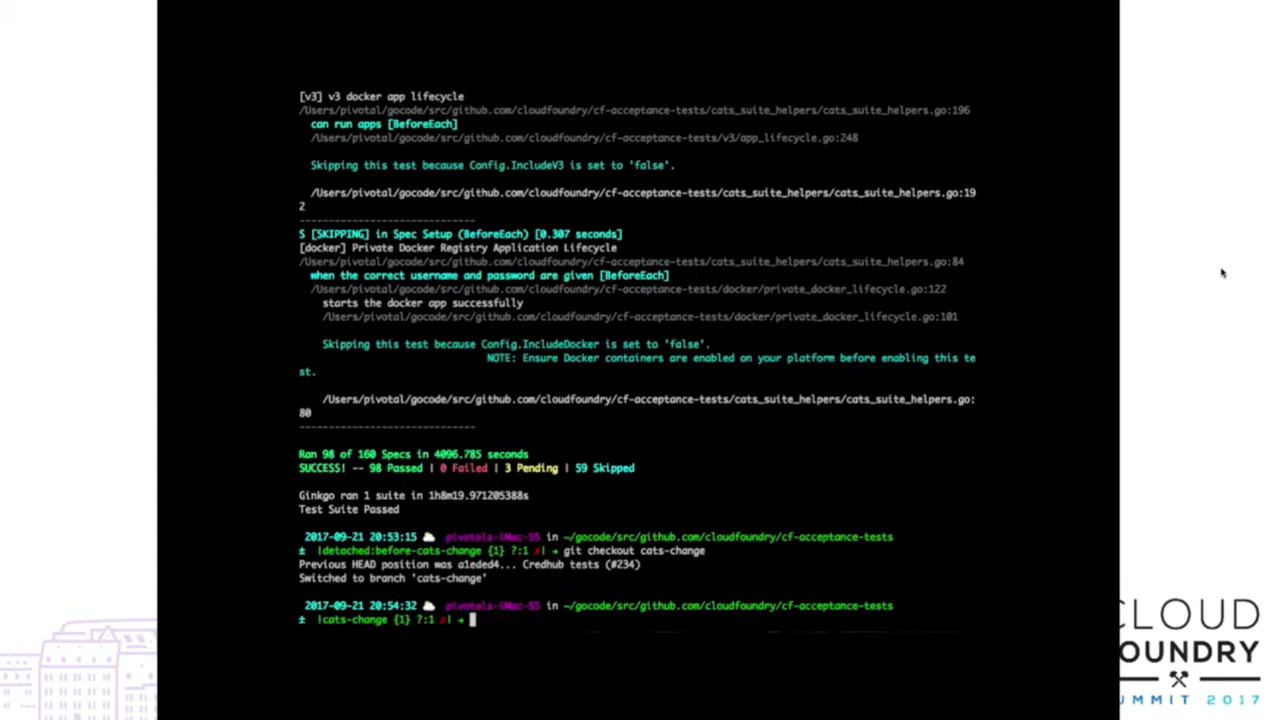 [v3] v3 docker app lifecycle
/Users/pivotal/gocode/src/github.com/cloudfoundry/cf-acceptance-tests/cats_suite_helpers/cats_suite_helpers.go:196
can run apps [BeforeEach]
/Users/pivotal/gocode/src/github.com/cloudfoundry/cf-acceptance-tests/v3/app_lifecycle.go:248
Skipping this test because Config.IncludeV3 is set to 'false'.
/Users/pivotal/gocode/src/github.com/cloudfoundry/cf-acceptance-tests/cats_suite_helpers/cats_suite_helpers.go:19
2
------------------------------
S [SKIPPING] in Spec Setup (BeforeEach) [0.307 seconds]
[docker] Private Docker Registry Application Lifecycle
/Users/pivotal/gocode/src/github.com/cloudfoundry/cf-acceptance-tests/cats_suite_helpers/cats_suite_helpers.go:84
when the correct username and password are given [BeforeEach]
/Users/pivotal/gocode/src/github.com/cloudfoundry/cf-acceptance-tests/docker/private_docker_lifecycle.go:122
starts the docker app successfully
/Users/pivotal/gocode/src/github.com/cloudfoundry/cf-acceptance-tests/docker/private_docker_lifecycle.go:101
Skipping this test because Config.IncludeDocker is set to 'false'.
NOTE: Ensure Docker containers are enabled on your platform before enabling this te
st.
/Users/pivotal/gocode/src/github.com/cloudfoundry/cf-acceptance-tests/cats_suite_helpers/cats_suite_helpers.go:
80
------------------------------
Ran 98 of 160 Specs in 4096.785 seconds
SUCCESS! -- 98 Passed | 0 Failed | 3 Pending | 59 Skipped
Ginkgo ran 1 suite in 1h8m19.971205388s
Test Suite Passed
2017-09-21 20:53:15 pivotals-iMac-55 in ~/gocode/src/github.com/cloudfoundry/cf-acceptance-tests
± |detached:before-cats-change {1} ?:1 ✗| → git checkout cats-change
Previous HEAD position was a1eded4... Credhub tests (#234)
Switched to branch 'cats-change'
2017-09-21 20:54:32 pivotals-iMac-55 in ~/gocode/src/github.com/cloudfoundry/cf-acceptance-tests
± |cats-change {1} ?:1 ✗| →
CLOUD
OUNDRY
UMMIT 2017